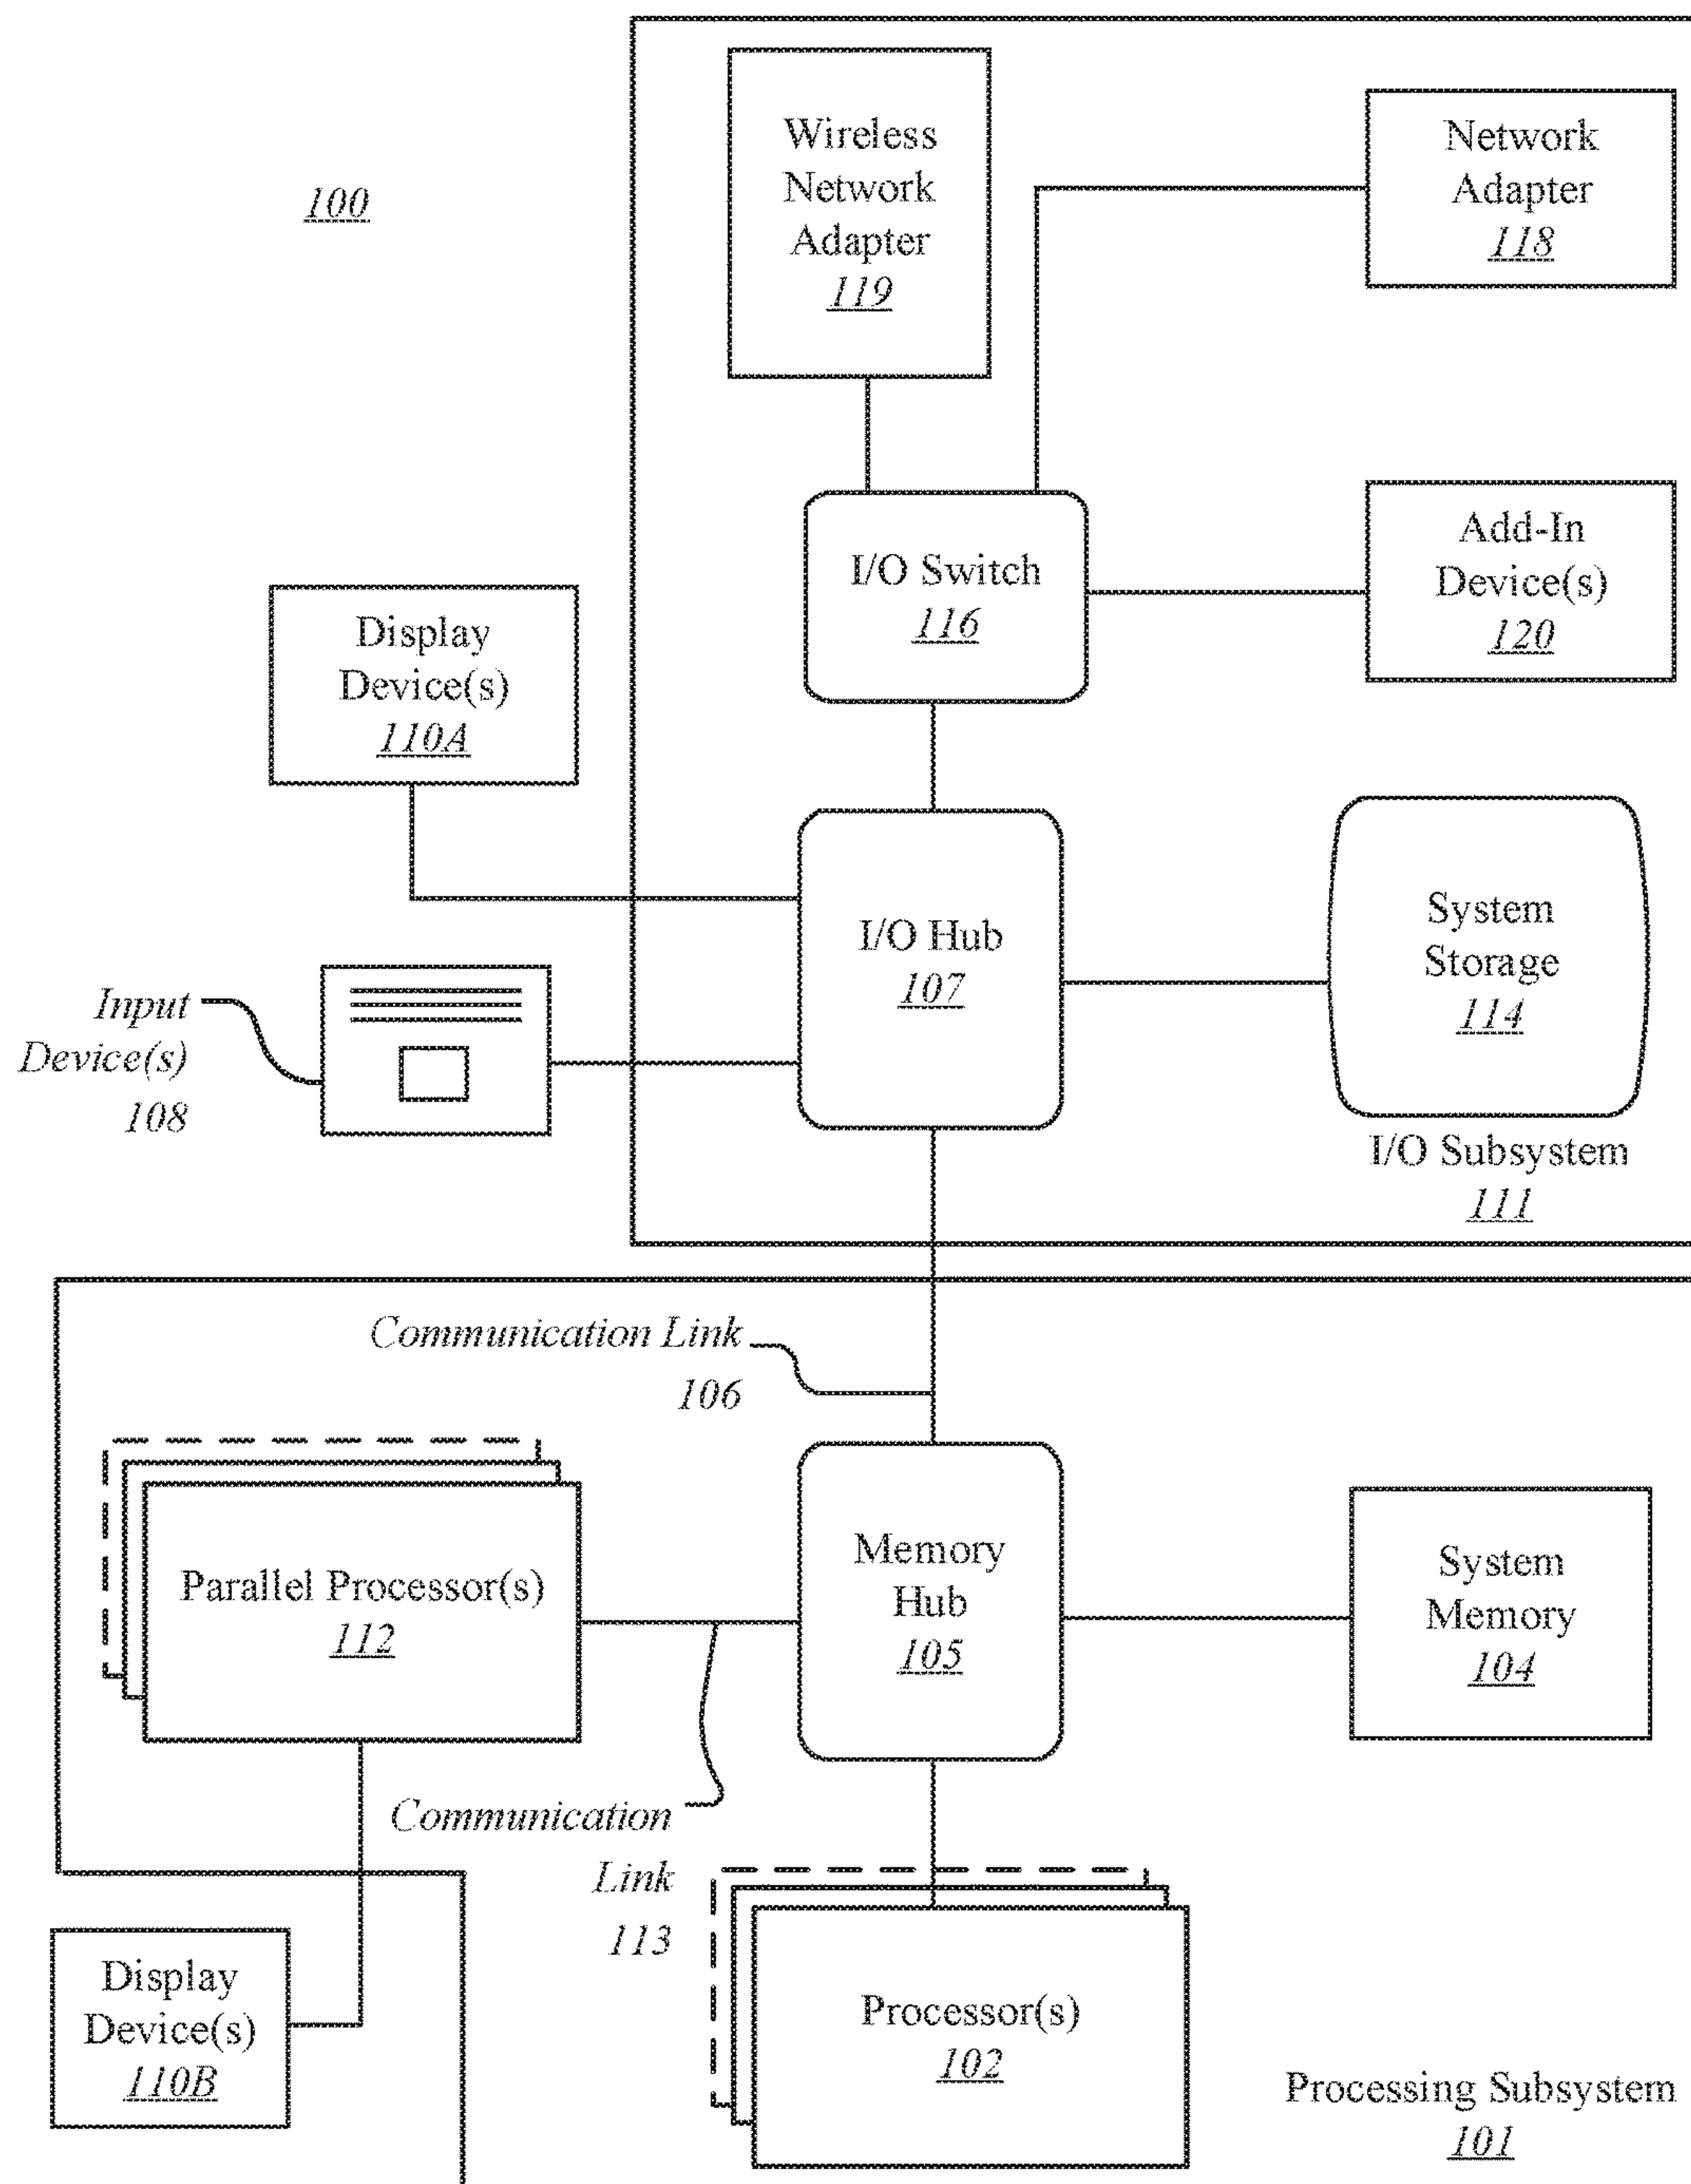 100
Wireless
Network
Adapter
119
Network
Adapter
118
I/O Switch
116
Add-In
Device(s)
120
Display
Device(s)
110A
I/O Hub
107
System
Storage
114
Input
Device(s)
108
I/O Subsystem
111
Communication Link
106
Parallel Processor(s)
112
Memory
Hub
105
System
Memory
104
Communication
Link
113
Display
Device(s)
110B
Processor(s)
102
Processing Subsystem
101